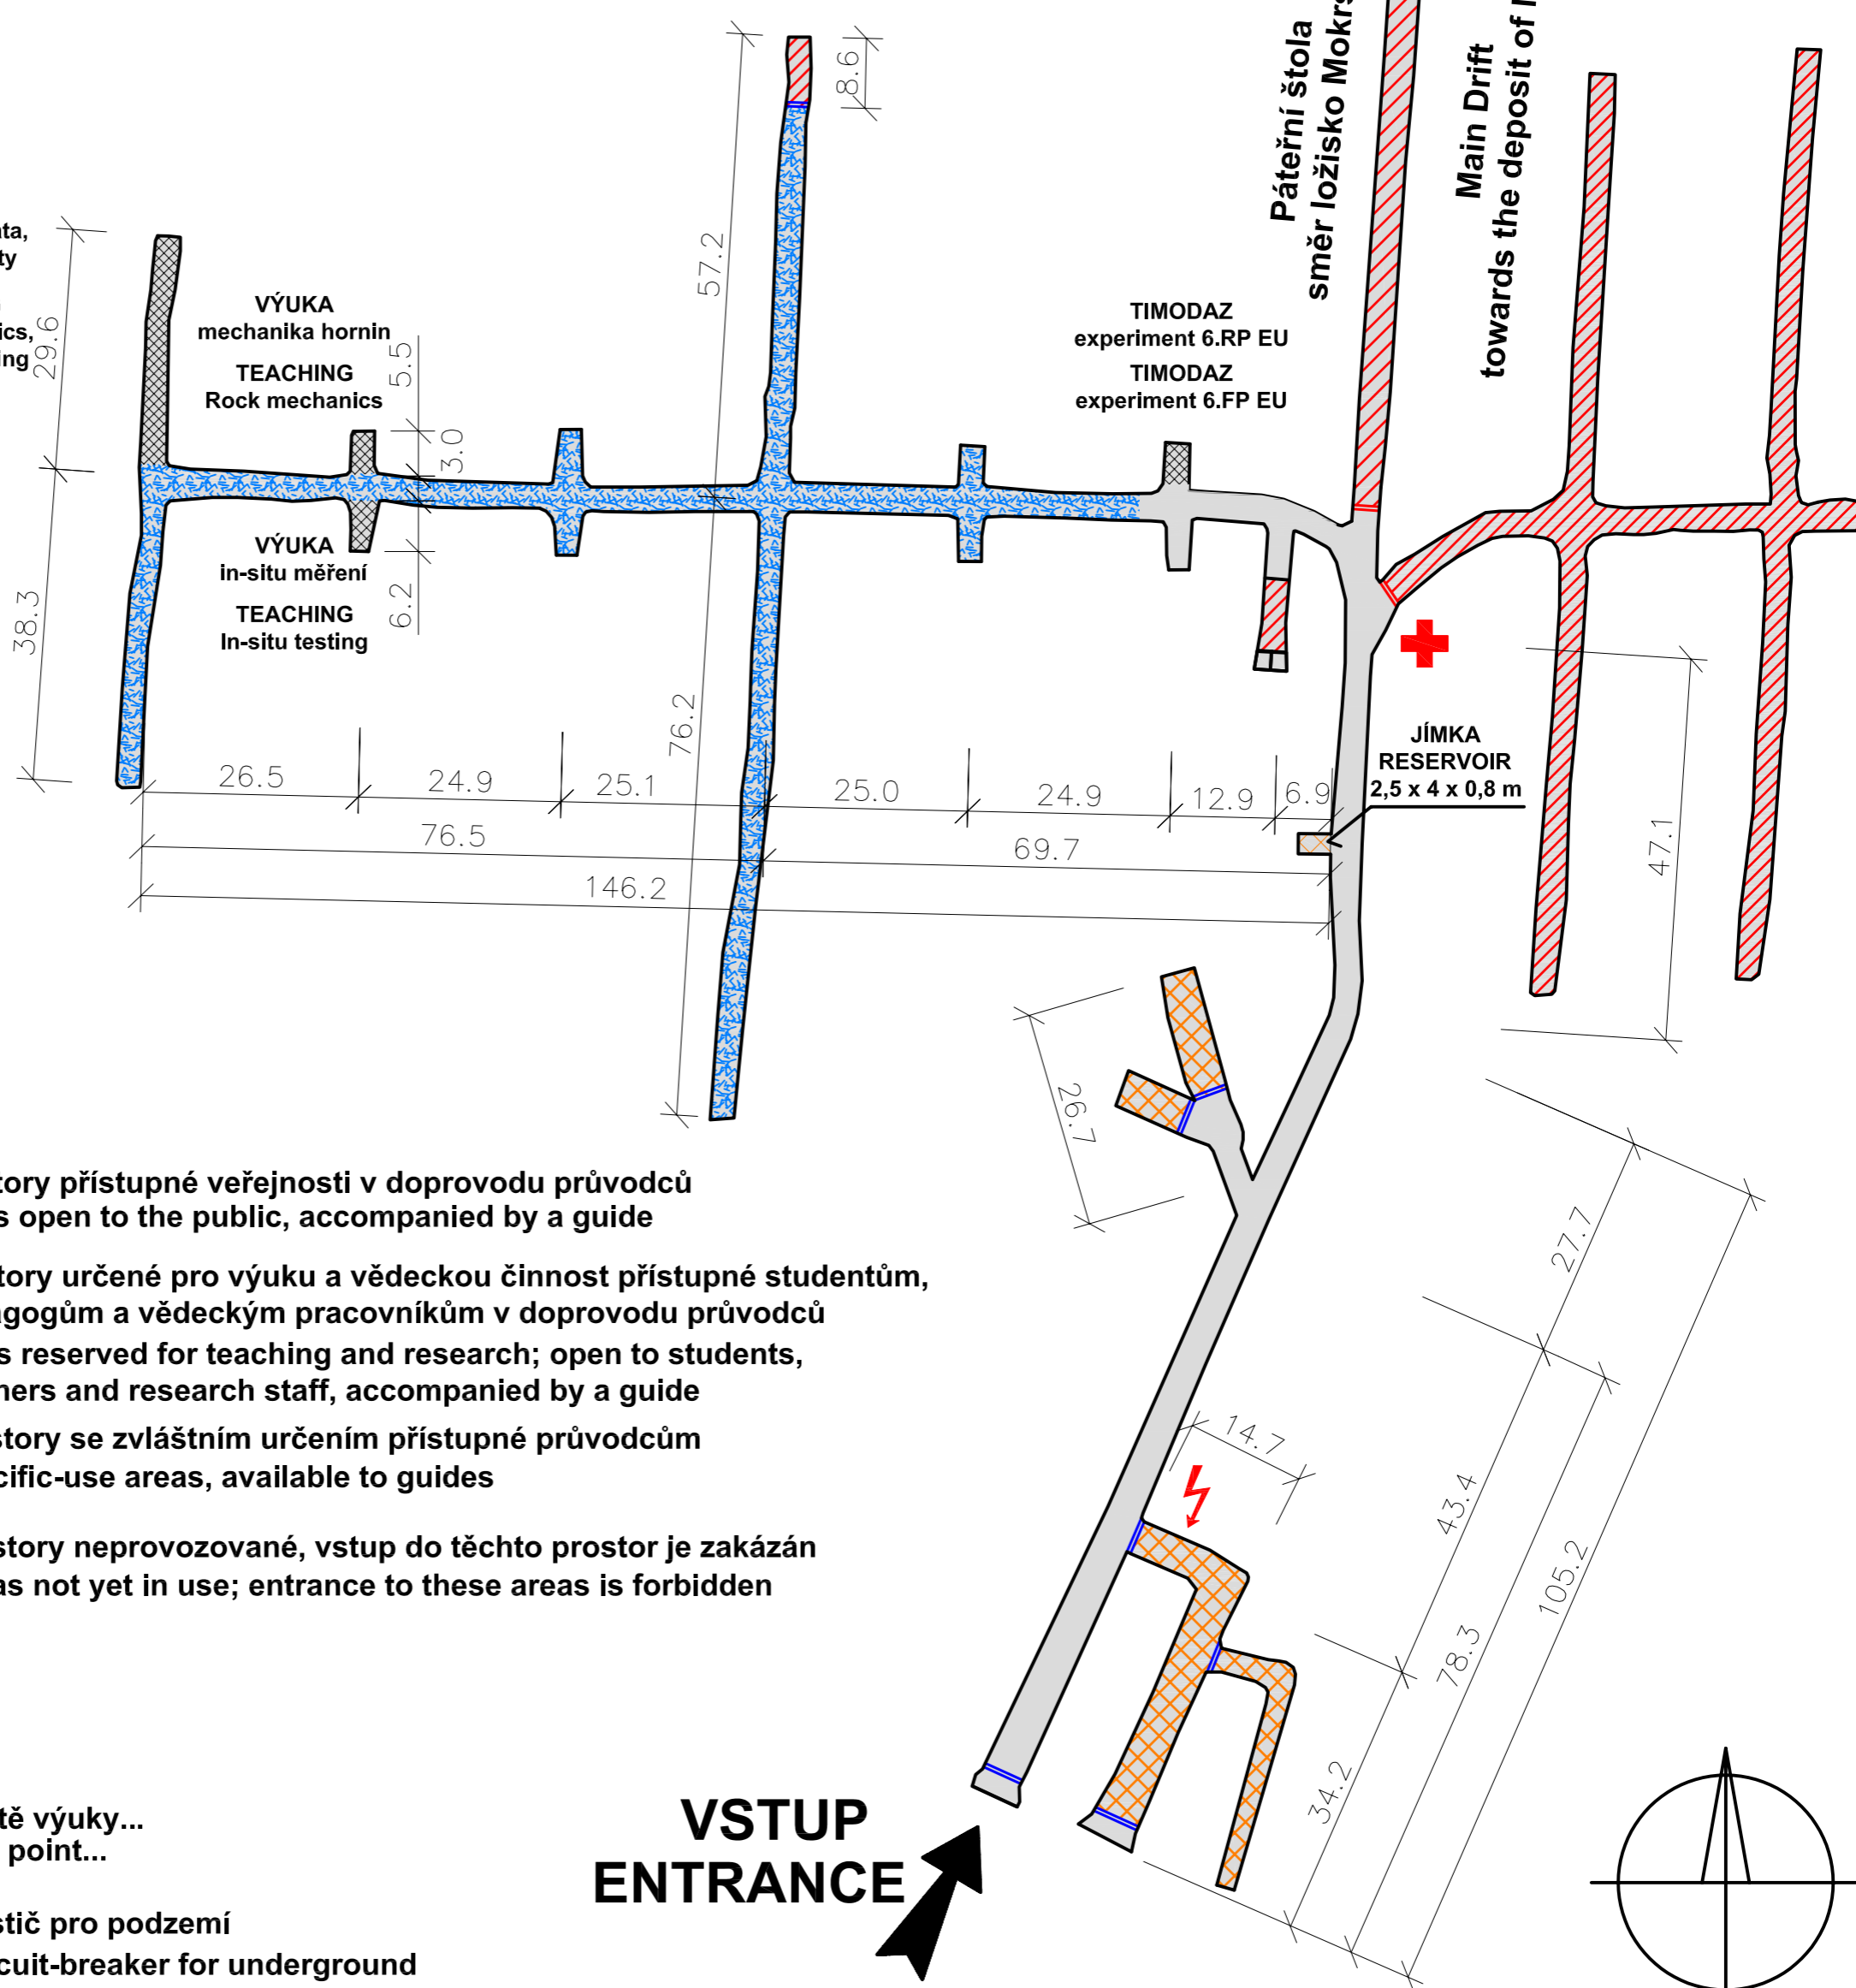 ata,
ty
ics,
ing
29.6
38.3
VÝUKA
mechanika hornin
TEACHING
Rock mechanics
5.5
3.0
6.2
VÝUKA
in-situ měření
TEACHING
In-situ testing
57.2
76.2
8.6
TIMODAZ
experiment 6.RP EU
TIMODAZ
experiment 6.FP EU
Páteřní štola
směr ložisko Mokrs
Main Drift
towards the deposit of
JÍMKA
RESERVOIR
2,5 x 4 x 0,8 m
26.5
24.9
25.1
25.0
24.9
12.9
6.9
76.5
69.7
146.2
47.1
26.7
27.7
14.7
43.4
105.2
78.3
34.2
tory přístupné veřejnosti v doprovodu průvodců
s open to the public, accompanied by a guide
tory určené pro výuku a vědeckou činnost přístupné studentům,
agogům a vědeckým pracovníkům v doprovodu průvodců
s reserved for teaching and research; open to students,
hers and research staff, accompanied by a guide
story se zvláštním určením přístupné průvodcům
cific-use areas, available to guides
story neprovozované, vstup do těchto prostor je zakázán
as not yet in use; entrance to these areas is forbidden
tě výuky...
point...
stič pro podzemí
cuit-breaker for underground
VSTUP
ENTRANCE